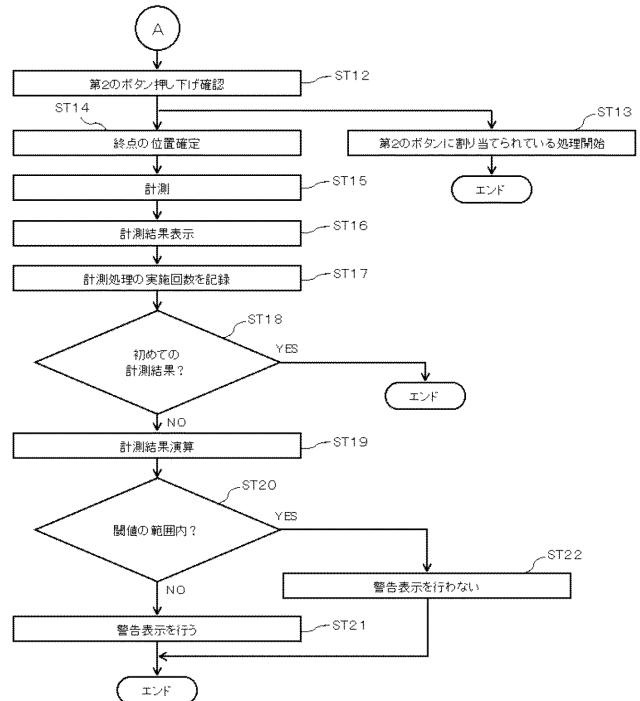 A
第2のボタン押し下げ確認
ST12
ST14
ST13
終点の位置確定
第2のボタンに割り当てられている処理開始
計測
ST15
エンド
計測結果表示
ST16
計測処理の実施回数を記録
ST17
ST18
初めての
計測結果？
YES
エンド
NO
計測結果演算
ST19
ST20
閾値の範囲内？
YES
ST22
警告表示を行わない
NO
警告表示を行う
ST21
エンド